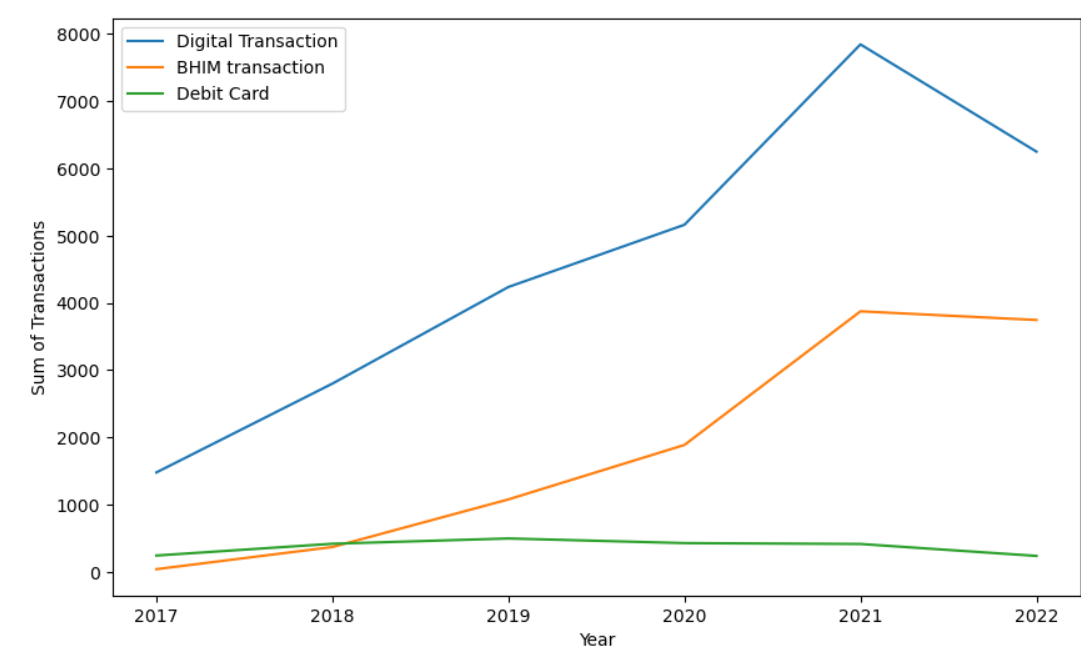 8000
Digital Transaction
BHIM transaction
Debit Card
7000
6000
5000
4000
3000
2000
1000
0
Sum of Transactions
2017 2018 2019 2020 2021 2022
Year